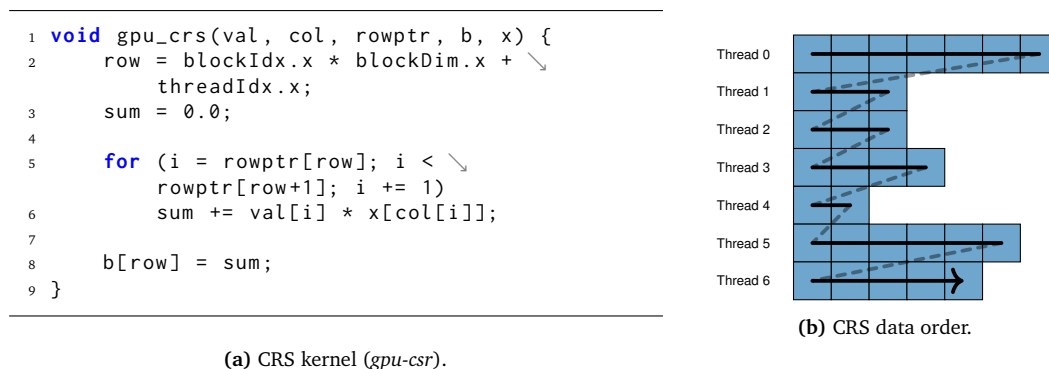 1 void gpu_crs(val, col, rowptr, b, x) {
2 row = blockIdx.x * blockDim.x + ↘
threadIdx.x;
3 sum = 0.0;
4
5 for (i = rowptr[row]; i < ↘
rowptr[row+1]; i += 1)
6 sum += val[i] * x[col[i]];
7
8 b[row] = sum;
9 }
(a) CRS kernel (gpu-csr).
Thread 0
Thread 1
Thread 2
Thread 3
Thread 4
Thread 5
Thread 6
(b) CRS data order.